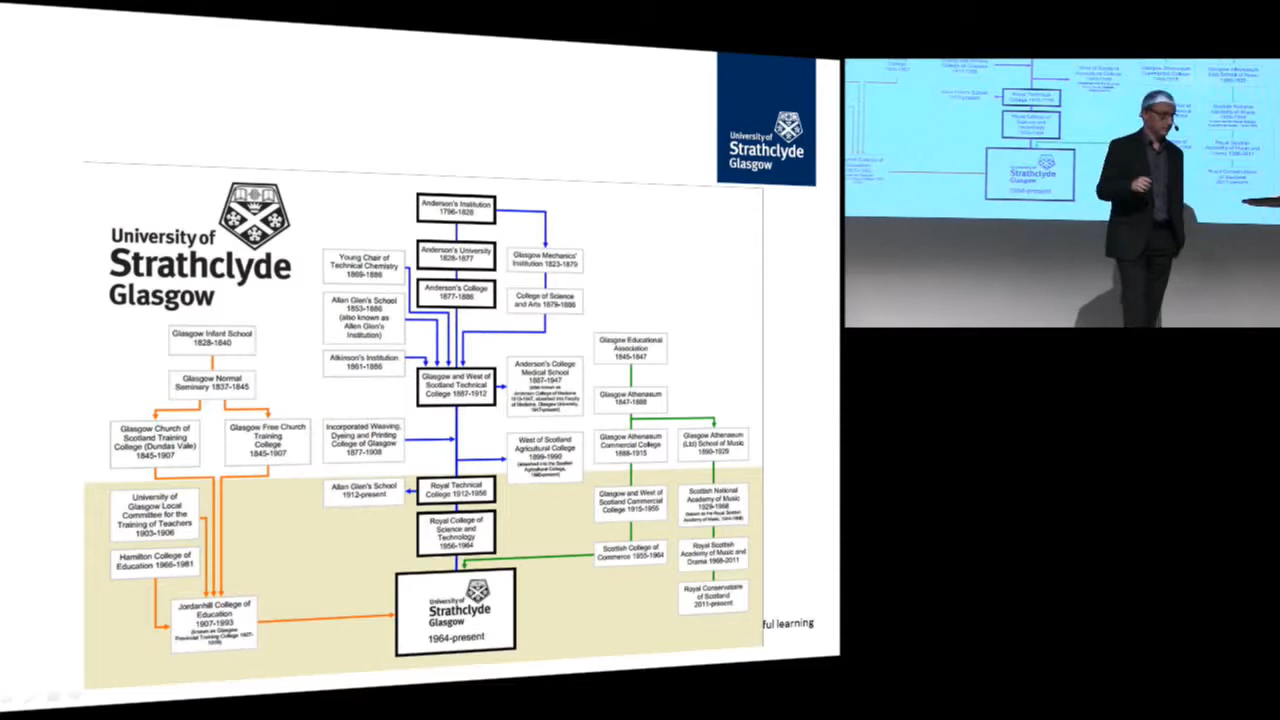 University of
Strathclyde
Glasgow
University of
Strathclyde
Glasgow
Anderson's Institution
1796-1828
Anderson's University
1828-1877
Anderson's College
1877-1886
Glasgow Mechanics'
Institution 1823-1879
College of Science
and Arts 1879-1886
Young Chair of
Technical Chemistry
1869-1886
Allan Glen's School
1853-1886
(also known as
Allen Glen's
Institution)
Atkinson's Institution
1861-1886
Glasgow and West of
Scotland Technical
College 1887-1912
Anderson's College
Medical School
1887-1947
Glasgow Infant School
1828-1840
Glasgow Normal
Seminary 1837-1845
Glasgow Church of
Scotland Training
College (Dundas Vale)
1845-1907
Glasgow Free Church
Training
College
1845-1907
Incorporated Weaving,
Dyeing and Printing
College of Glasgow
1877-1908
West of Scotland
Agricultural College
1899-1990
Glasgow Educational
Association
1845-1847
Glasgow Athenaeum
1847-1888
Glasgow Athenaeum
Commercial College
1888-1915
Glasgow Athenaeum
(Ltd) School of Music
1890-1929
Allan Glen's School
1912-present
Royal Technical
College 1912-1956
Royal College of
Science and
Technology
1956-1964
Glasgow and West of
Scotland Commercial
College 1915-1955
Scottish National
Academy of Music
1929-1968
Scottish College of
Commerce 1955-1964
Royal Scottish
Academy of Music and
Drama 1968-2011
Royal Conservatoire
of Scotland
2011-present
University of
Glasgow Local
Committee for the
Training of Teachers
1903-1906
Hamilton College of
Education 1966-1981
Jordanhill College of
Education
1907-1993
University of
Strathclyde
Glasgow
1964-present
ful learning